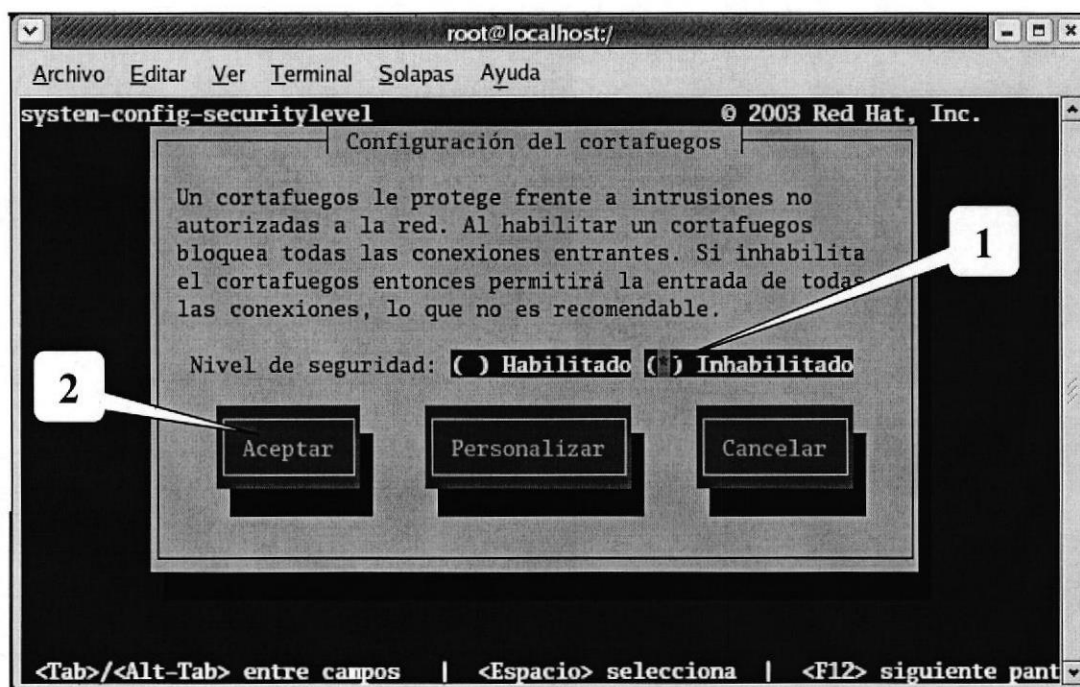 root@localhost:/
Archivo Editar Ver Terminal Solapas Ayuda
system-config-securitylevel © 2003 Red Hat, Inc.
Configuración del cortafuegos
Un cortafuegos le protege frente a intrusiones no
autorizadas a la red. Al habilitar un cortafuegos
bloquea todas las conexiones entrantes. Si inhabilita
el cortafuegos entonces permitirá la entrada de todas
las conexiones, lo que no es recomendable.
1
Nivel de seguridad: ( ) Habilitado (*) Inhabilitado
2
Aceptar Personalizar Cancelar
<Tab>/<Alt-Tab> entre campos | <Espacio> selecciona | <F12> siguiente pant